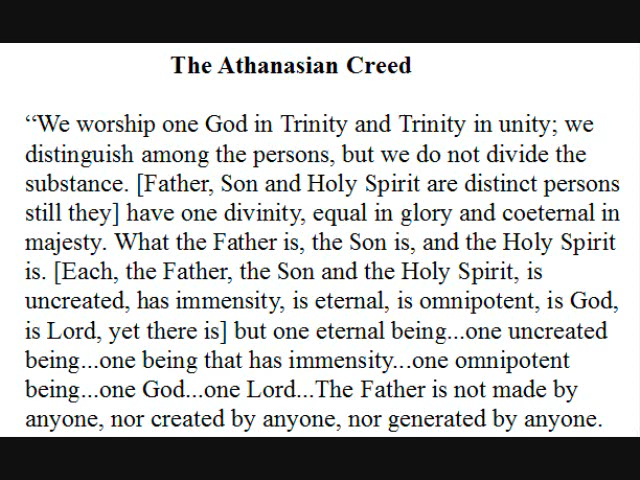 The Athanasian Creed
“We worship one God in Trinity and Trinity in unity; we
distinguish among the persons, but we do not divide the
substance. [Father, Son and Holy Spirit are distinct persons
still they] have one divinity, equal in glory and coeternal in
majesty. What the Father is, the Son is, and the Holy Spirit
is. [Each, the Father, the Son and the Holy Spirit, is
uncreated, has immensity, is eternal, is omnipotent, is God,
is Lord, yet there is] but one eternal being...one uncreated
being...one being that has immensity...one omnipotent
being...one God...one Lord...The Father is not made by
anyone, nor created by anyone, nor generated by anyone.